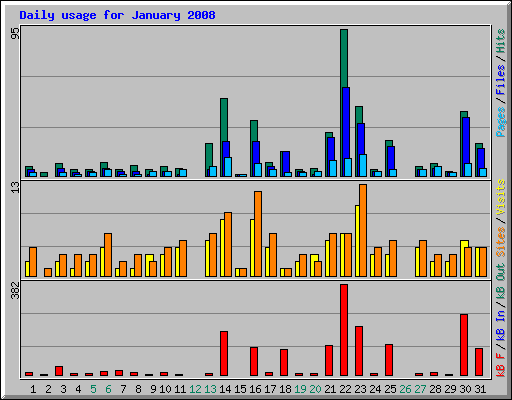 Daily usage for January 2008
95
Pages / Files / Hits
13
Sites / Visits
382
kB F / kB In / kB Out
1 2 3 4 5 6 7 8 9 10 11 12 13 14 15 16 17 18 19 20 21 22 23 24 25 26 27 28 29 30 31